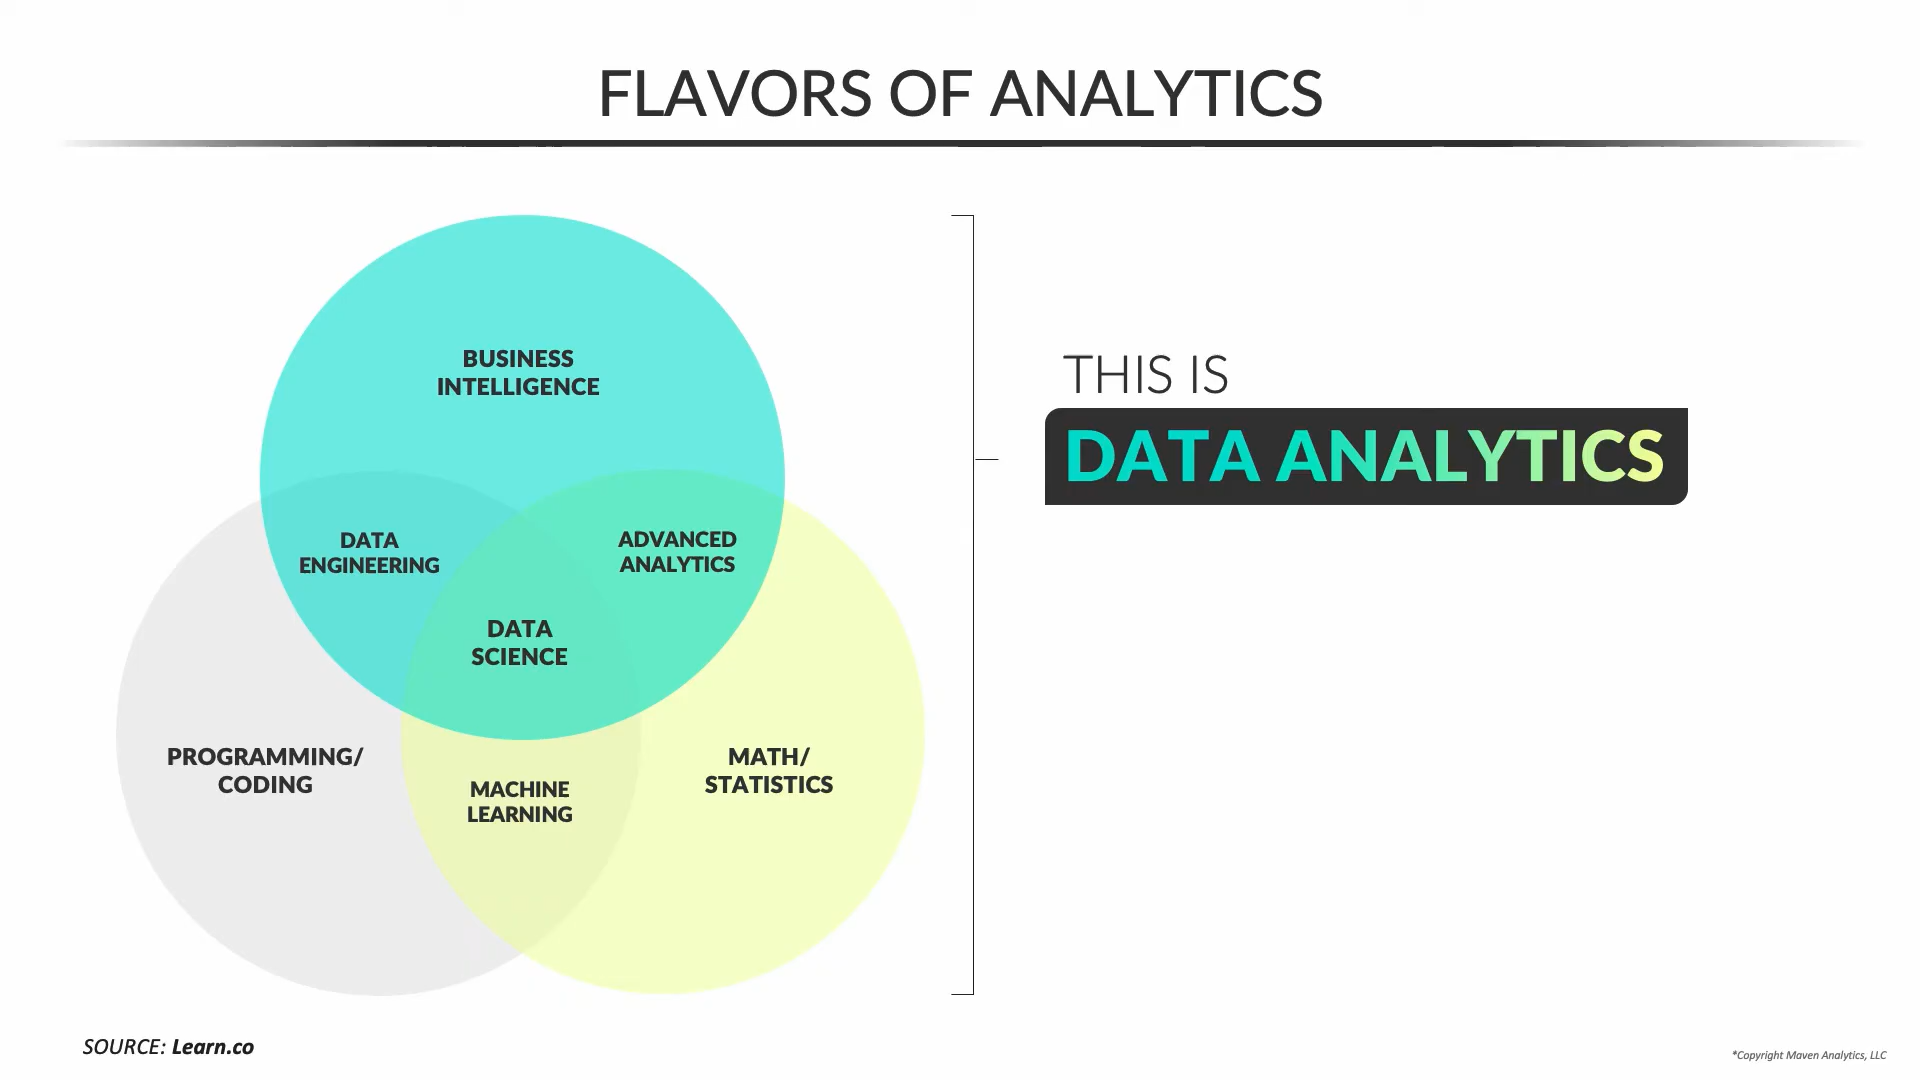 FLAVORS OF ANALYTICS
BUSINESS
INTELLIGENCE
DATA
ENGINEERING
ADVANCED
ANALYTICS
DATA
SCIENCE
PROGRAMMING/
CODING
MACHINE
LEARNING
MATH/
STATISTICS
THIS IS
DATA ANALYTICS
SOURCE: Learn.co
*Copyright Maven Analytics, LLC